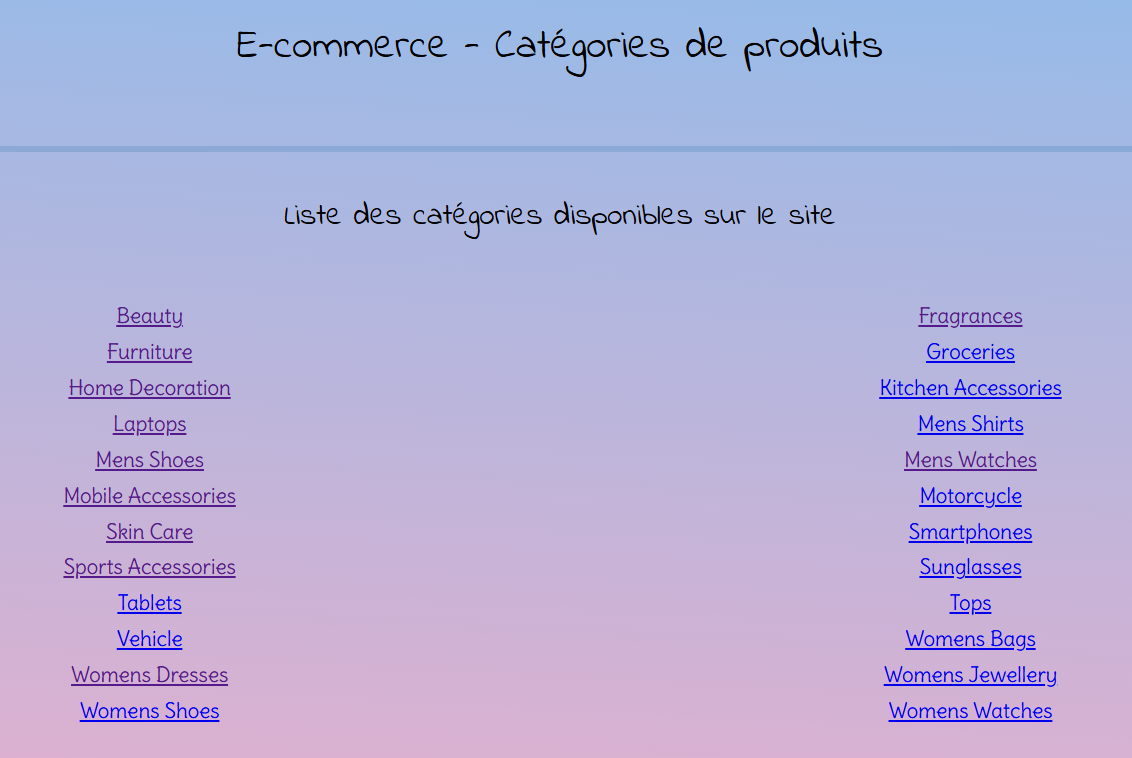 E-commerce - Catégories de produits
Liste des catégories disponibles sur le site
Beauty
Fragrances
Furniture
Groceries
Home Decoration
Kitchen Accessories
Laptops
Mens Shirts
Mens Shoes
Mens Watches
Mobile Accessories
Motorcycle
Skin Care
Smartphones
Sports Accessories
Sunglasses
Tablets
Tops
Vehicle
Womens Bags
Womens Dresses
Womens Jewellery
Womens Shoes
Womens Watches